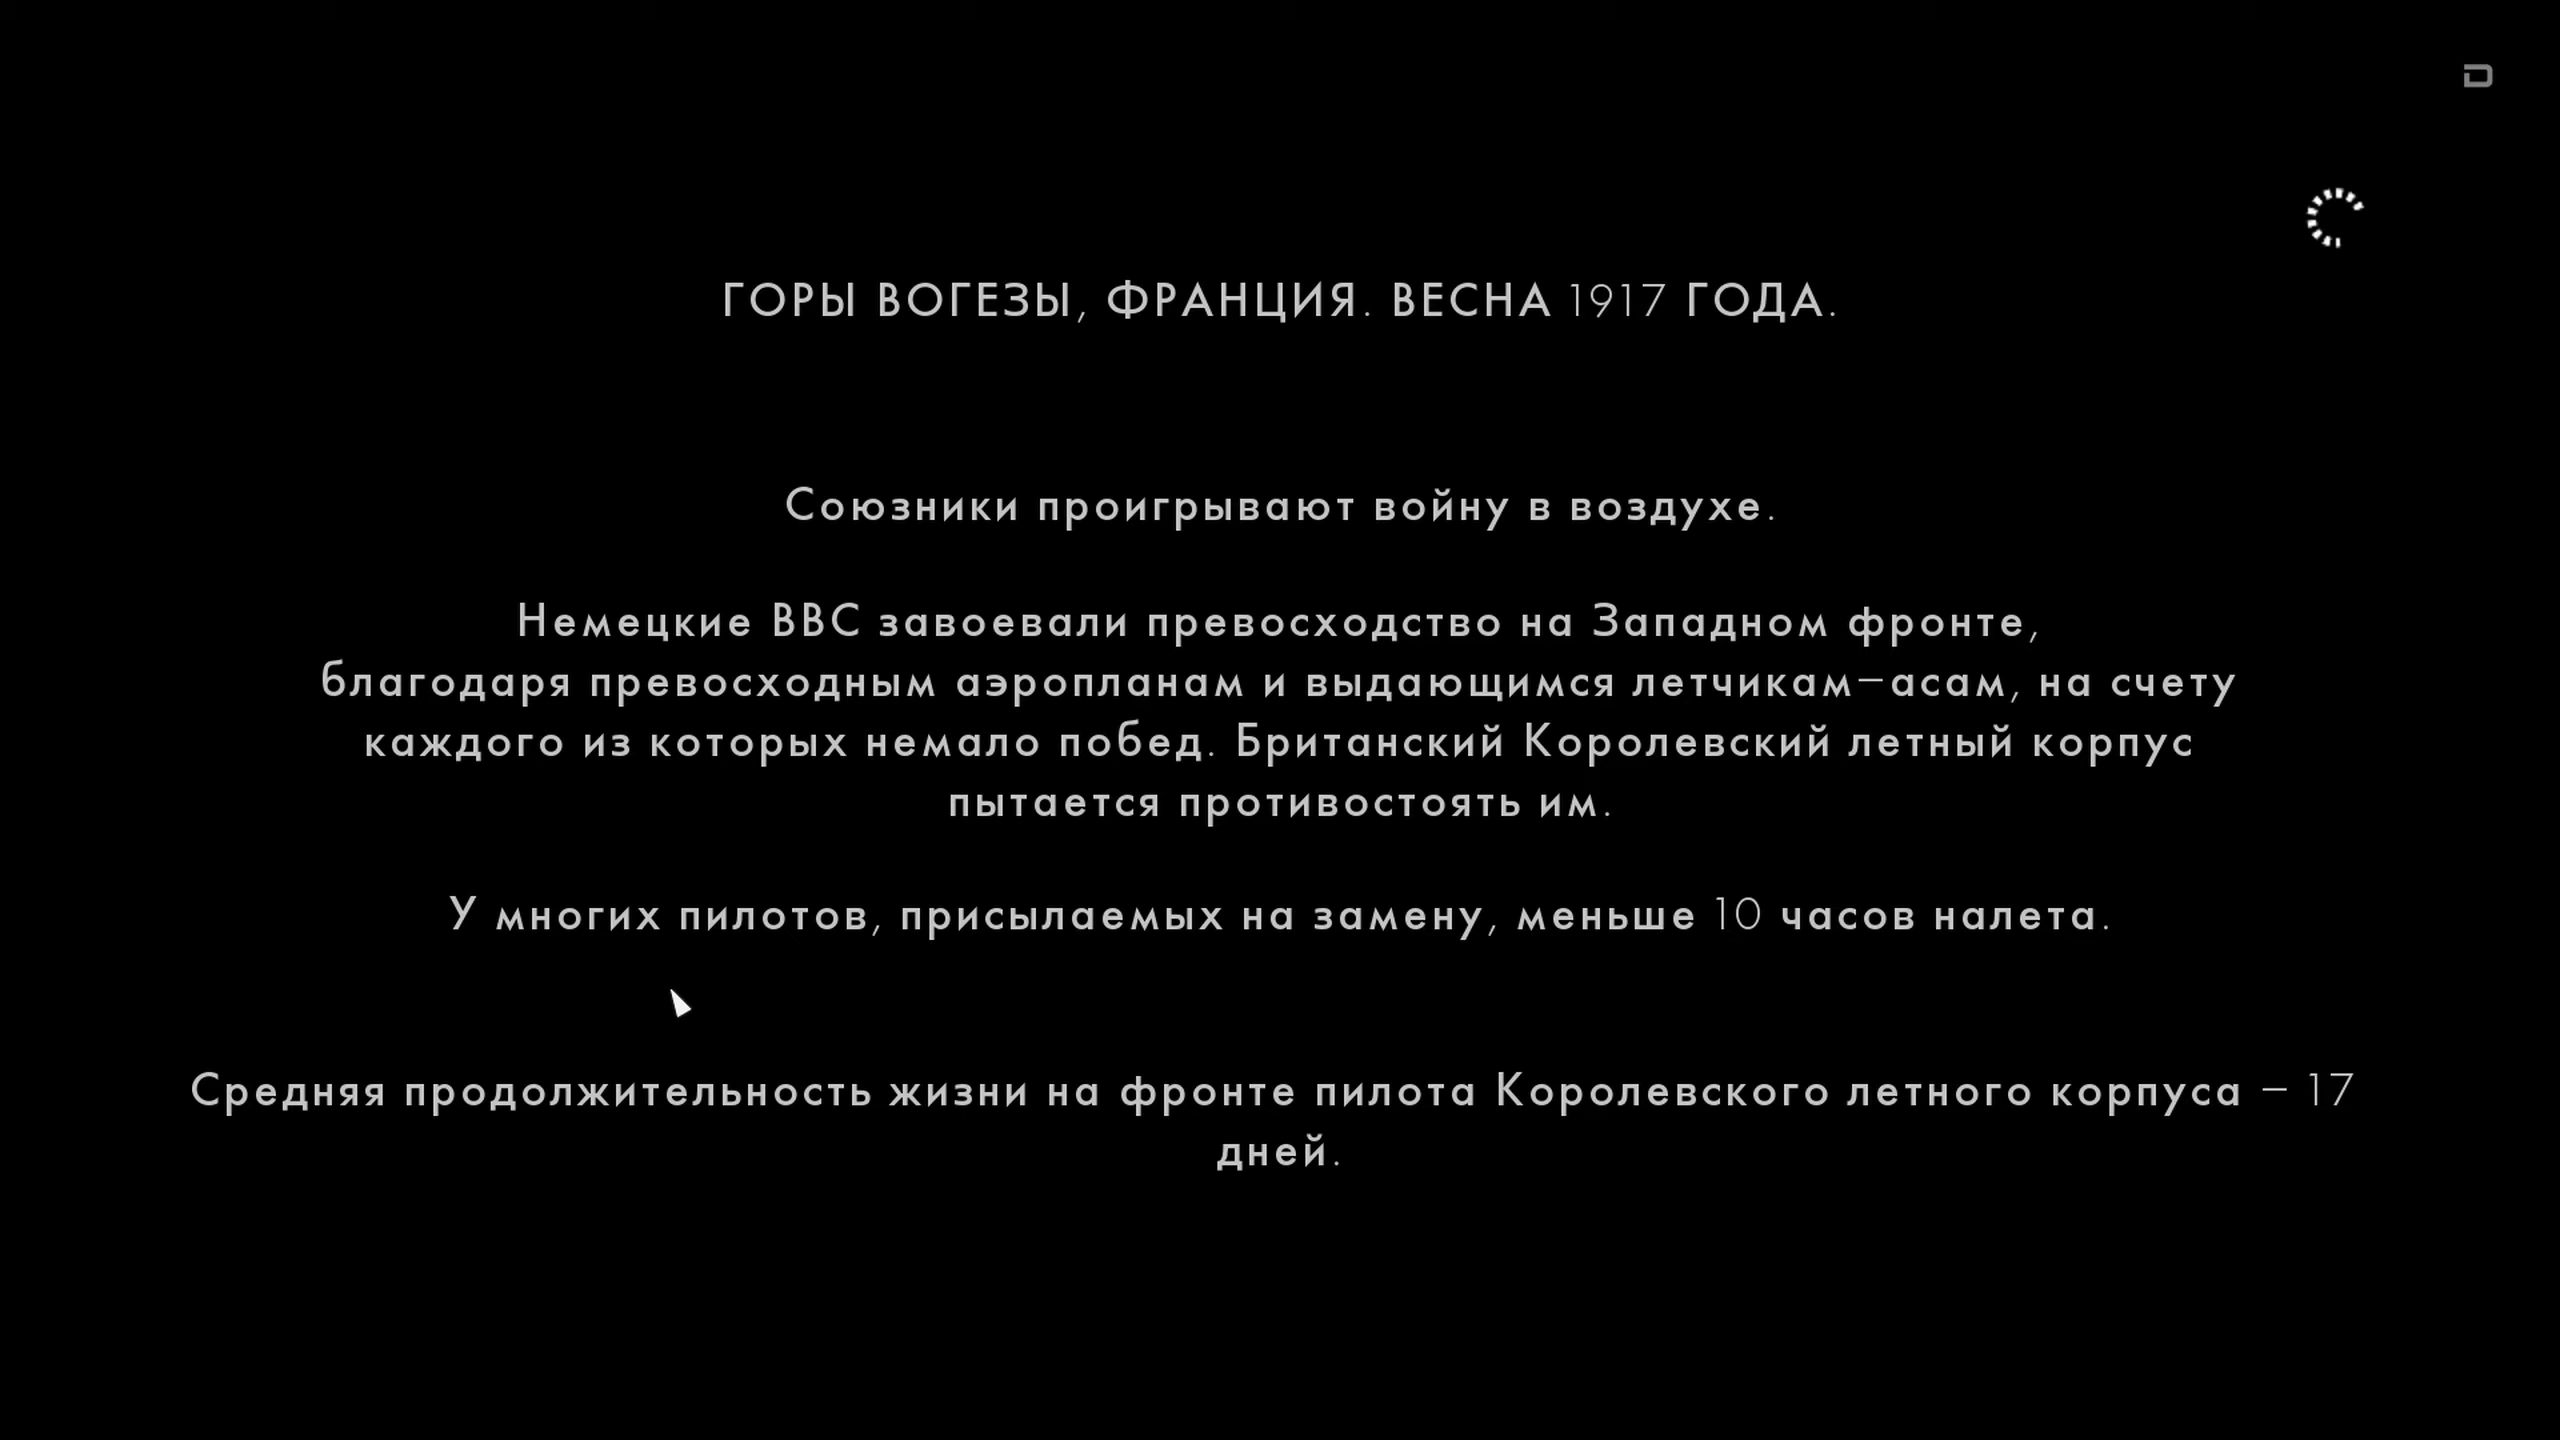 ГОРЫ ВОГЕЗЫ, ФРАНЦИЯ. ВЕСНА 1917 ГОДА.
Союзники проигрывают войну в воздухе.
Немецкие ВВС завоевали превосходство на Западном фронте,
благодаря превосходным аэропланам и выдающимся летчикам–асам, на счету
каждого из которых немало побед. Британский Королевский летный корпус
пытается противостоять им.
У многих пилотов, присылаемых на замену, меньше 10 часов налета.
Средняя продолжительность жизни на фронте пилота Королевского летного корпуса – 17
дней.